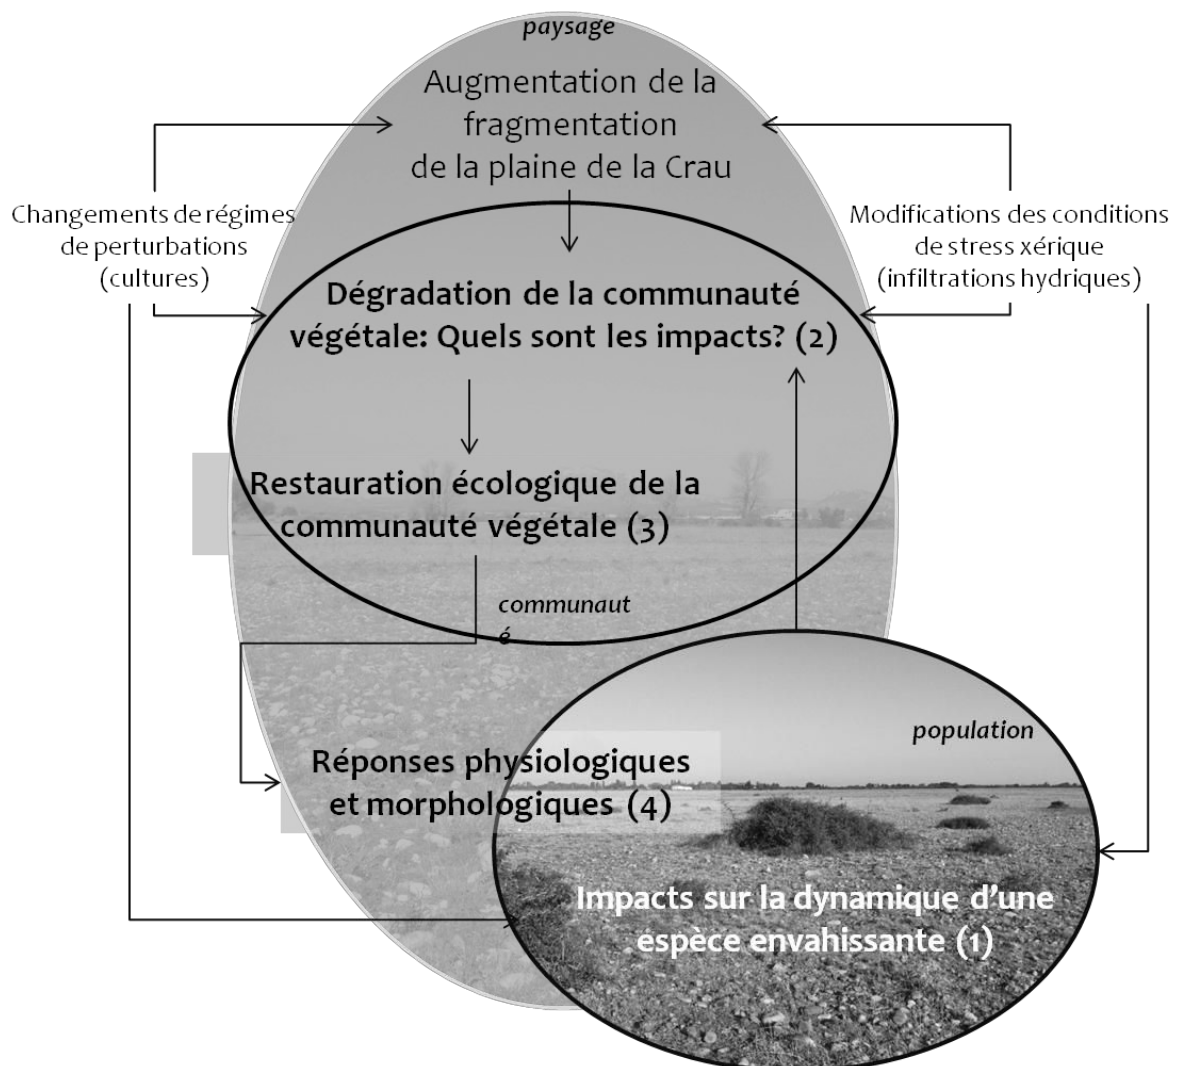 paysage
Augmentation de la
fragmentation
de la plaine de la Crau
Changements de régimes
de perturbations
(cultures)
Modifications des conditions
de stress xérique
(infiltrations hydriques)
Dégradation de la communauté
végétale: Quels sont les impacts? (2)
Restauration écologique de la
communauté végétale (3)
communaut
é
population
Réponses physiologiques
et morphologiques (4)
Impacts sur la dynamique d’une
espèce envahissante (1)